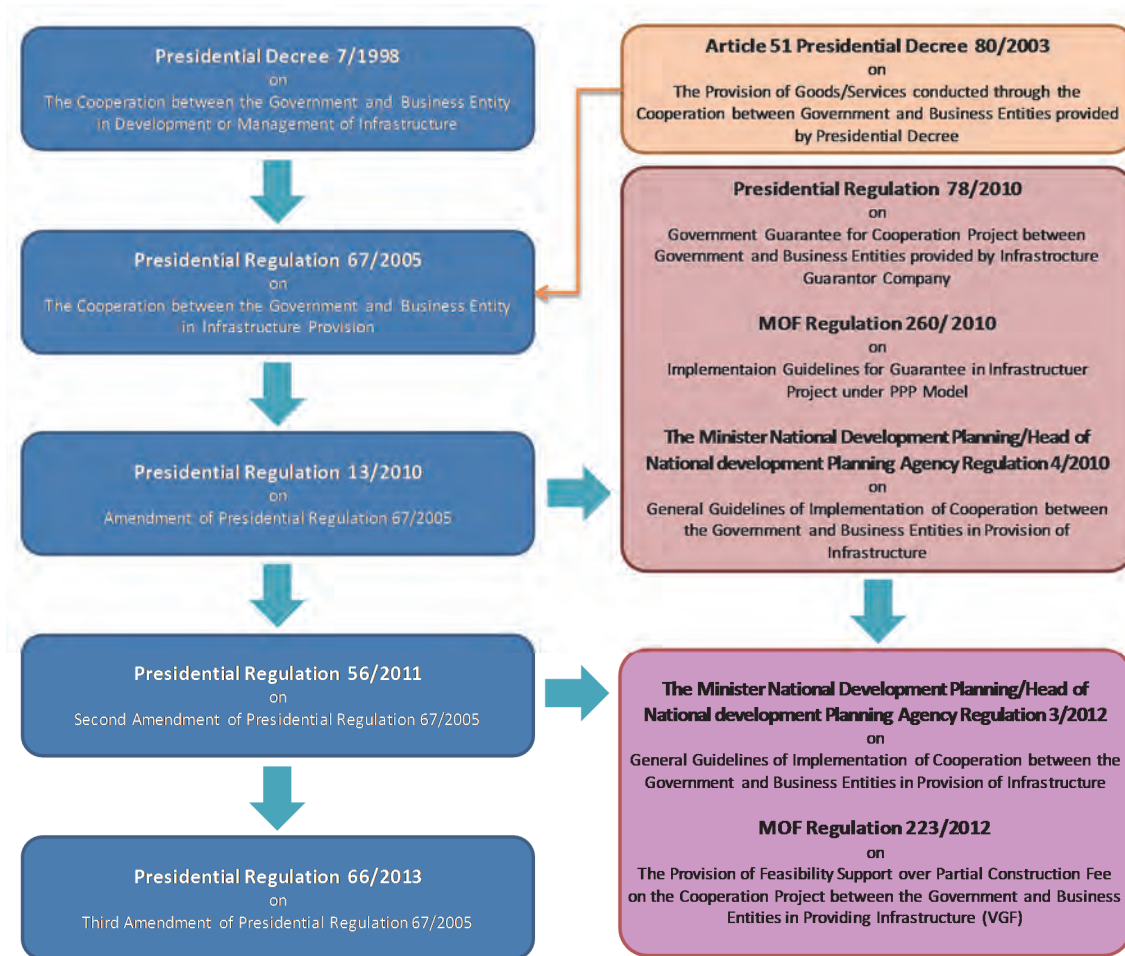 Presidential Decree 7/1998
on
The Cooperation between the Government and Business Entity
in Development or Management of Infrastructure
Presidential Regulation 67/2005
on
The Cooperation between the Government and Business Entity
in Infrastructure Provision
Presidential Regulation 13/2010
on
Amendment of Presidential Regulation 67/2005
Presidential Regulation 56/2011
on
Second Amendment of Presidential Regulation 67/2005
Presidential Regulation 66/2013
on
Third Amendment of Presidential Regulation 67/2005
Article 51 Presidential Decree 80/2003
on
The Provision of Goods/Services conducted through the
Cooperation between Government and Business Entities provided
by Presidential Decree
Presidential Regulation 78/2010
on
Government Guarantee for Cooperation Project between
Government and Business Entities provided by Infrastrocture
Guarantor Company
MOF Regulation 260/ 2010
on
Implementaion Guidelines for Guarantee in Infrastructuer
Project under PPP Model
The Minister National Development Planning/Head of
National development Planning Agency Regulation 4/2010
on
General Guidelines of Implementation of Cooperation between
the Government and Business Entities in Provision of
Infrastructure
The Minister National Development Planning/Head of
National development Planning Agency Regulation 3/2012
on
General Guidelines of Implementation of Cooperation between the
Government and Business Entities in Provision of Infrastructure
MOF Regulation 223/2012
on
The Provision of Feasibility Support over Partial Construction Fee
on the Cooperation Project between the Government and Business
Entities in Providing Infrastructure (VGF)